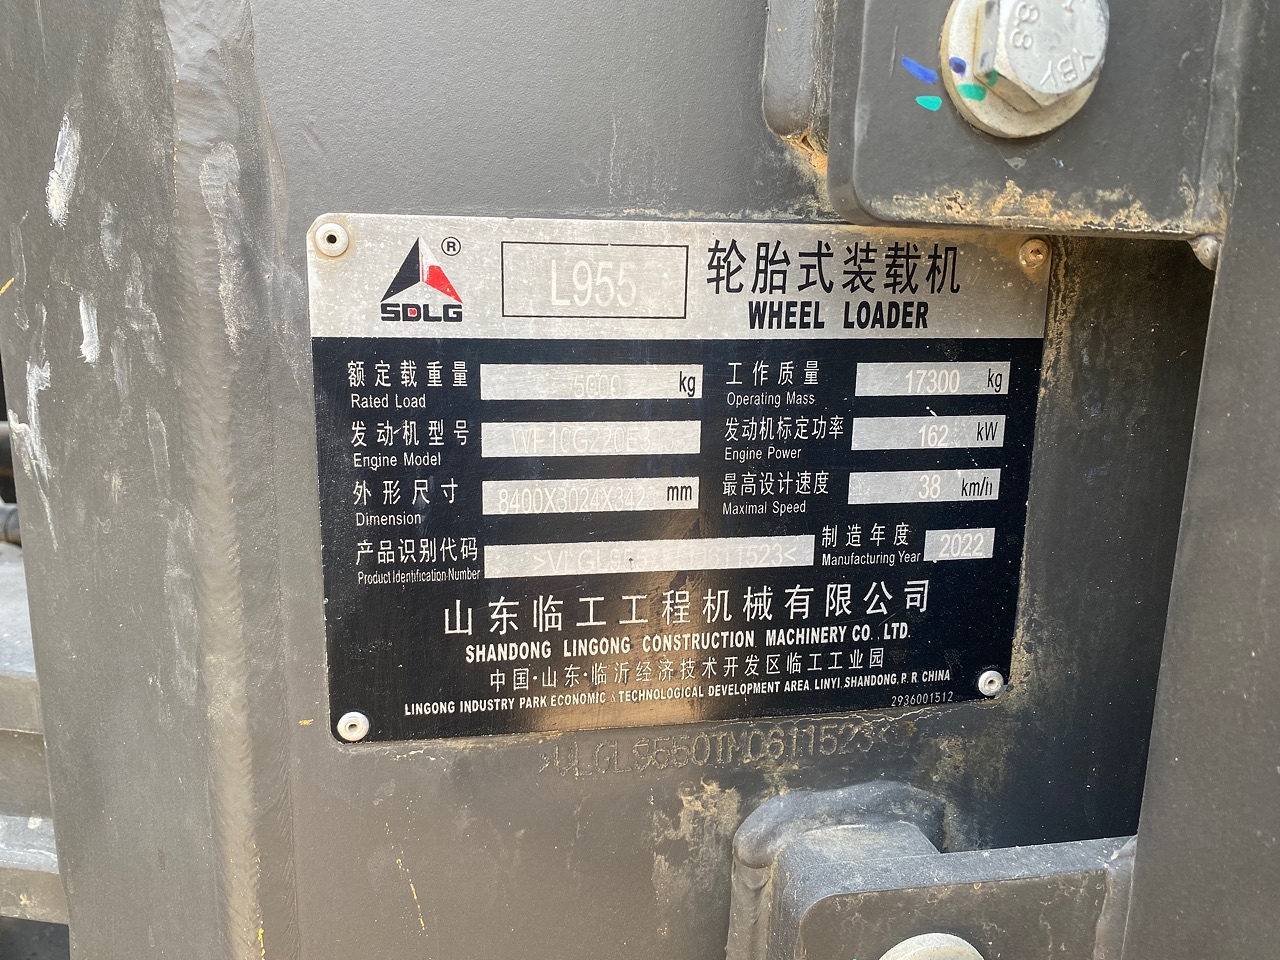 8.8
YBY
SDLG ®
L955
轮胎式装载机
WHEEL LOADER
额定载重量 5000 kg
Rated Load
工作质量 17300 kg
Operating Mass
发动机型号
Engine Model
发动机标定功率 162 kW
Engine Power
外形尺寸 8400X3024X342 mm
Dimension
最高设计速度 38 km/h
Maximal Speed
产品识别代码
Product Identification Number
制造年度 2022
Manufacturing Year
山东临工工程机械有限公司
SHANDONG LINGONG CONSTRUCTION MACHINERY CO., LTD.
中国·山东·临沂经济技术开发区临工工业园
LINGONG INDUSTRY PARK ECONOMIC & TECHNOLOGICAL DEVELOPMENT AREA, LINYI, SHANDONG, P. R. CHINA
2936001512